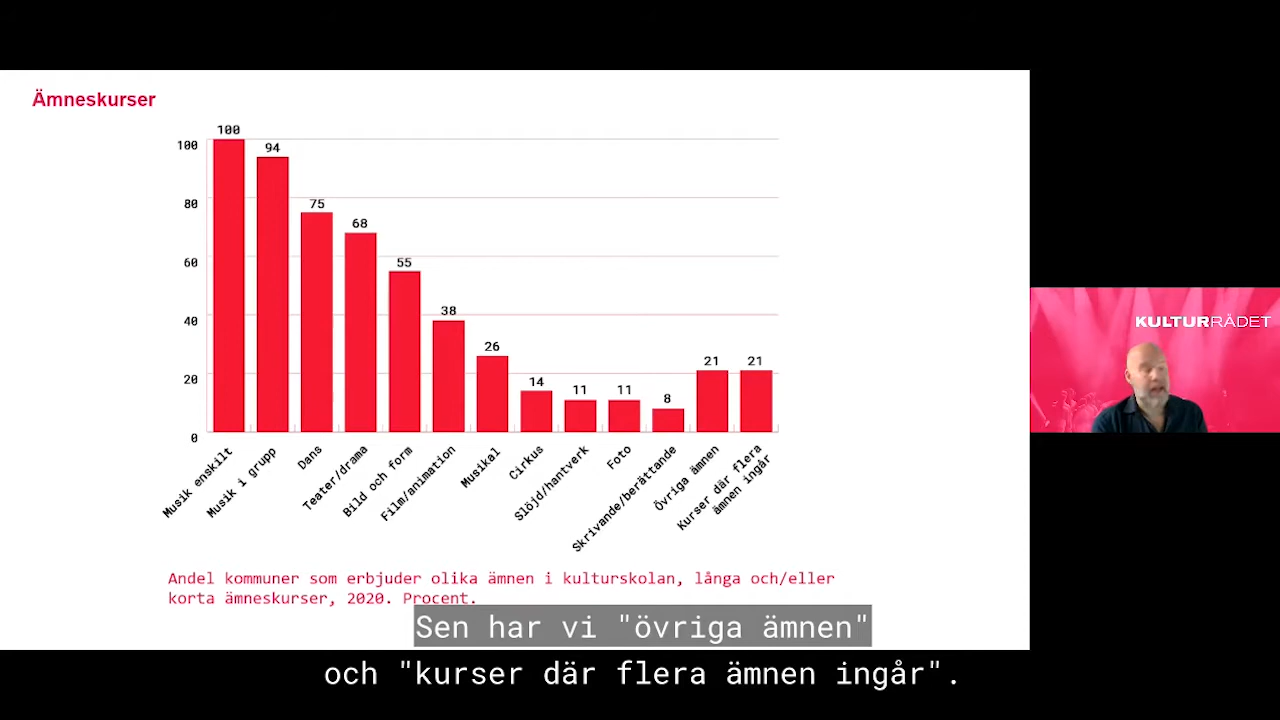 Ämneskurser
100
94
75
68
55
38
26
14
11
11
8
21
21
100
80
60
40
20
0
Musik enskilt
Musik i grupp
Dans
Teater/drama
Bild och form
Film/animation
Musikal
Cirkus
Slöjd/hantverk
Foto
Skrivande/berättande
Övriga ämnen
Kurser där flera
ämnen ingår
Andel kommuner som erbjuder olika ämnen i kulturskolan, långa och/eller
korta ämneskurser, 2020. Procent.
KULTURRÅDET
Sen har vi "övriga ämnen"
och "kurser där flera ämnen ingår".